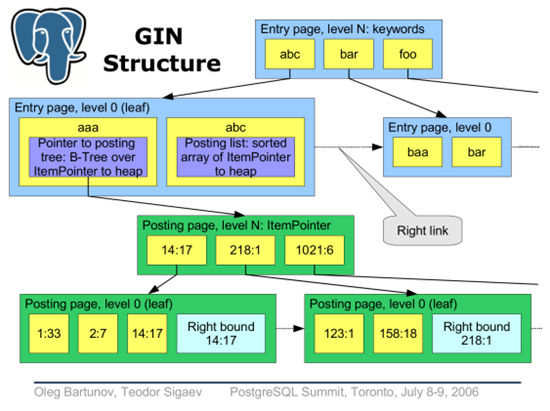 GIN
Structure
Entry page, level N: keywords
abc bar foo
Entry page, level 0 (leaf)
aaa
Pointer to posting
tree: B-Tree over
ItemPointer to heap
abc
Posting list: sorted
array of ItemPointer
to heap
Entry page, level 0
baa bar
Right link
Posting page, level N: ItemPointer
14:17 218:1 1021:6
Posting page, level 0 (leaf)
1:33 2:7 14:17
Right bound
14:17
Posting page, level 0 (leaf)
123:1 158:18
Right bound
218:1
Oleg Bartunov, Teodor Sigaev PostgreSQL Summit, Toronto, July 8-9, 2006